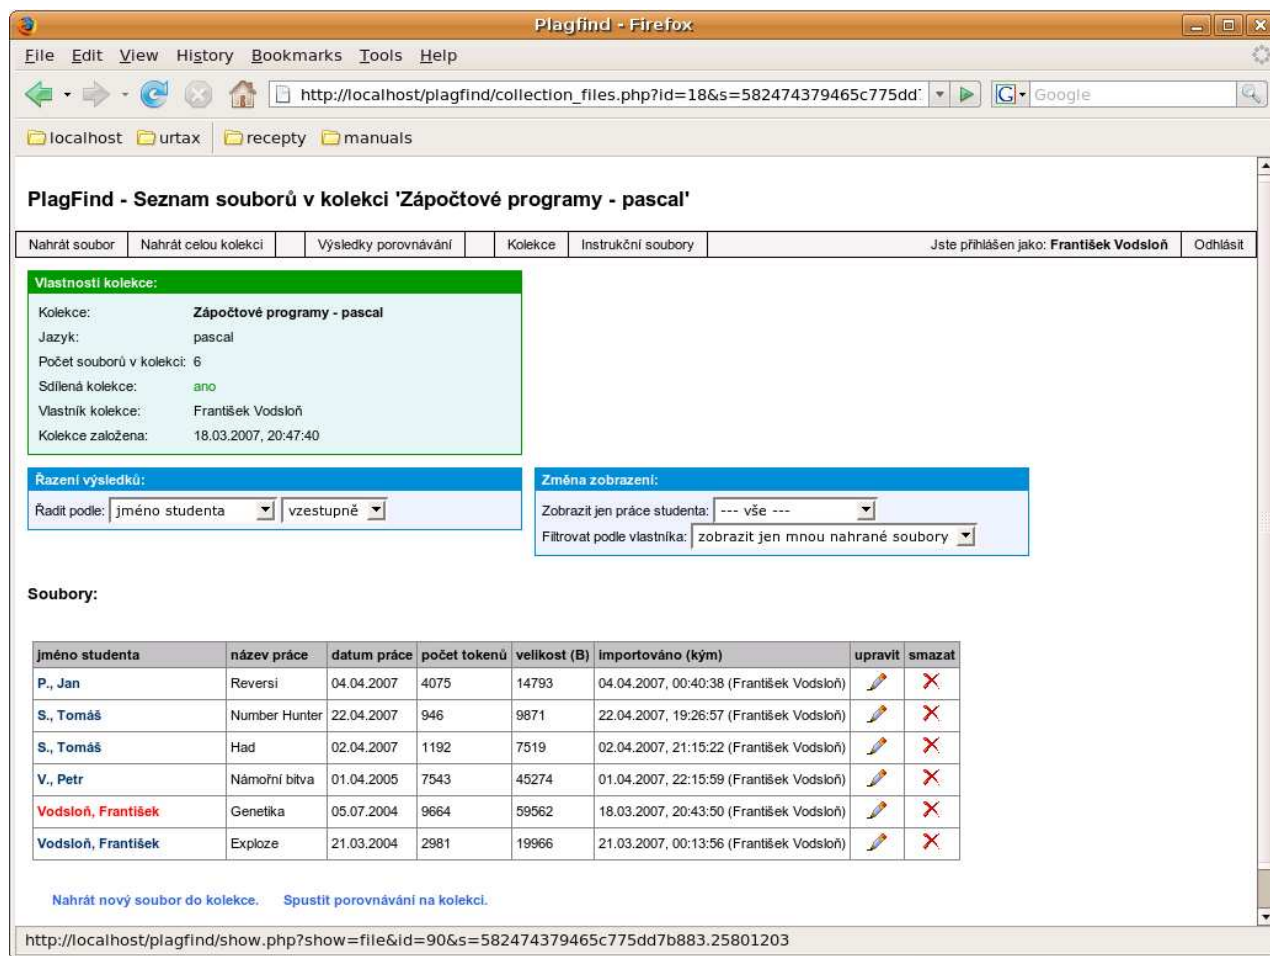 Plagfind - Firefox
File Edit View History Bookmarks Tools Help
http://localhost/plagfind/collection_files.php?id=18&s=582474379465c775dd7 Google
localhost urtax recepty manuals
PlagFind - Seznam souborů v kolekci 'Zápočtové programy - pascal'
Nahrát soubor Nahrát celou kolekci Výsledky porovnávání Kolekce Instrukční soubory Jste přihlášen jako: František Vodsloň Odhlásit
Vlastnosti kolekce:
Kolekce: Zápočtové programy - pascal
Jazyk: pascal
Počet souborů v kolekci: 6
Sdílená kolekce: ano
Vlastník kolekce: František Vodsloň
Kolekce založena: 18.03.2007, 20:47:40
Řazení výsledků: Změna zobrazení:
Řadit podle: jméno studenta vzestupně Zobrazit jen práce studenta: --- vše ---
Filtrovat podle vlastníka: zobrazit jen mnou nahrané soubory
Soubory:
jméno studenta název práce datum práce počet tokenů velikost (B) importováno (kým) upravit smazat
P., Jan Reversi 04.04.2007 4075 14793 04.04.2007, 00:40:38 (František Vodsloň)
S., Tomáš Number Hunter 22.04.2007 946 9871 22.04.2007, 19:26:57 (František Vodsloň)
S., Tomáš Had 02.04.2007 1192 7519 02.04.2007, 21:15:22 (František Vodsloň)
V., Petr Námořní bitva 01.04.2005 7543 45274 01.04.2007, 22:15:59 (František Vodsloň)
Vodsloň, František Genetika 05.07.2004 9664 59562 18.03.2007, 20:43:50 (František Vodsloň)
Vodsloň, František Exploze 21.03.2004 2981 19966 21.03.2007, 00:13:56 (František Vodsloň)
Nahrát nový soubor do kolekce. Spustit porovnávání na kolekci.
http://localhost/plagfind/show.php?show=file&id=90&s=582474379465c775dd7b883.25801203